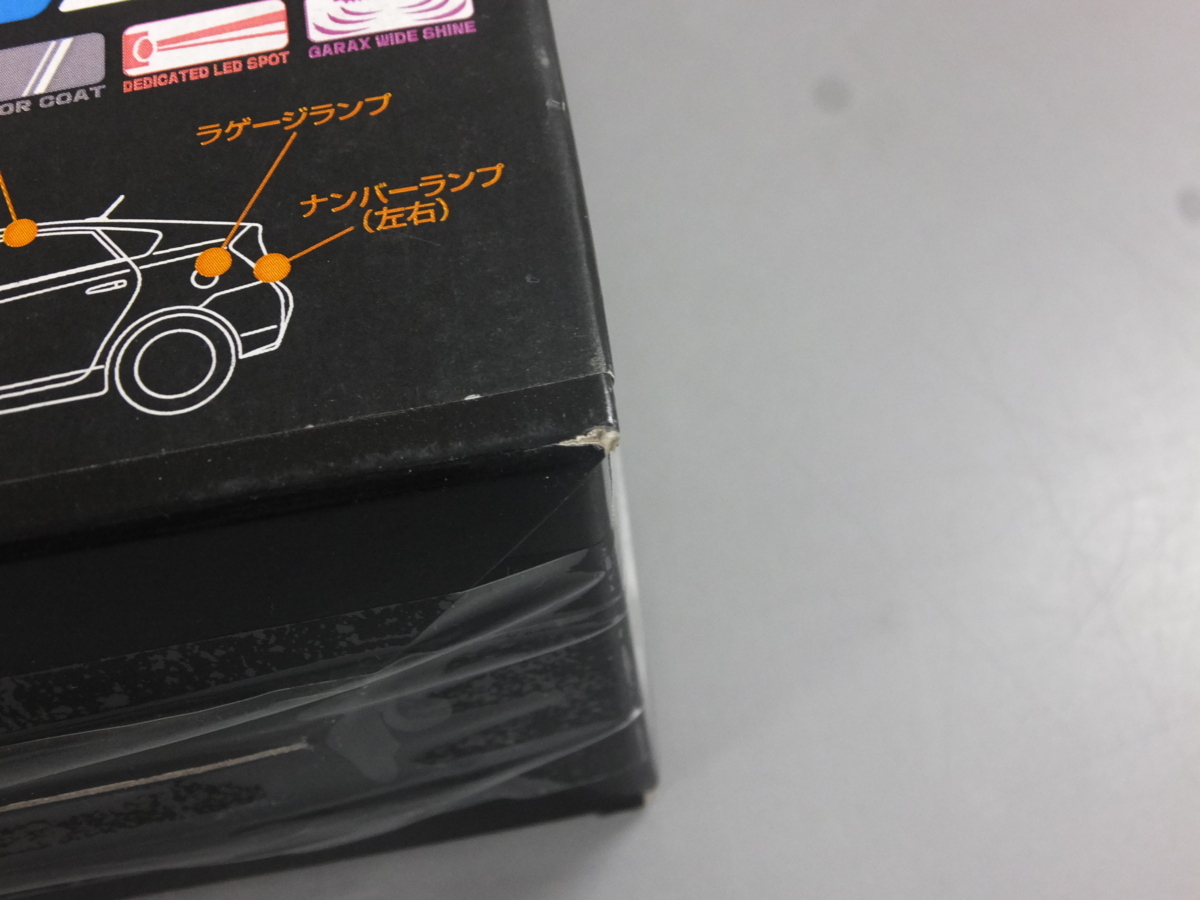 GARAX WIDE SHINE
DEDICATED LED SPOT
OR COAT
ラゲージランプ
ナンバーランプ
(左右)